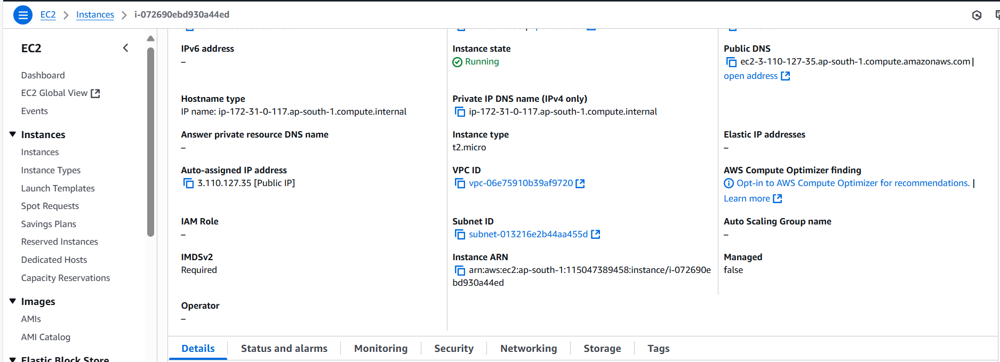 EC2 > Instances > i-072690ebd930a44ed
EC2
Dashboard
EC2 Global View
Events
Instances
Instances
Instance Types
Launch Templates
Spot Requests
Savings Plans
Reserved Instances
Dedicated Hosts
Capacity Reservations
Images
AMIs
AMI Catalog
Elastic Block Store
IPv6 address
–
Instance state
Running
Public DNS
ec2-3-110-127-35.ap-south-1.compute.amazonaws.com |
open address
Hostname type
IP name: ip-172-31-0-117.ap-south-1.compute.internal
Private IP DNS name (IPv4 only)
ip-172-31-0-117.ap-south-1.compute.internal
Answer private resource DNS name
–
Instance type
t2.micro
Elastic IP addresses
–
Auto-assigned IP address
3.110.127.35 [Public IP]
VPC ID
vpc-06e75910b39af9720
AWS Compute Optimizer finding
Opt-in to AWS Compute Optimizer for recommendations. |
Learn more
IAM Role
–
Subnet ID
subnet-013216e2b44aa455d
Auto Scaling Group name
–
IMDSv2
Required
Instance ARN
arn:aws:ec2:ap-south-1:115047389458:instance/i-072690e
bd930a44ed
Managed
false
Operator
–
Details
Status and alarms
Monitoring
Security
Networking
Storage
Tags